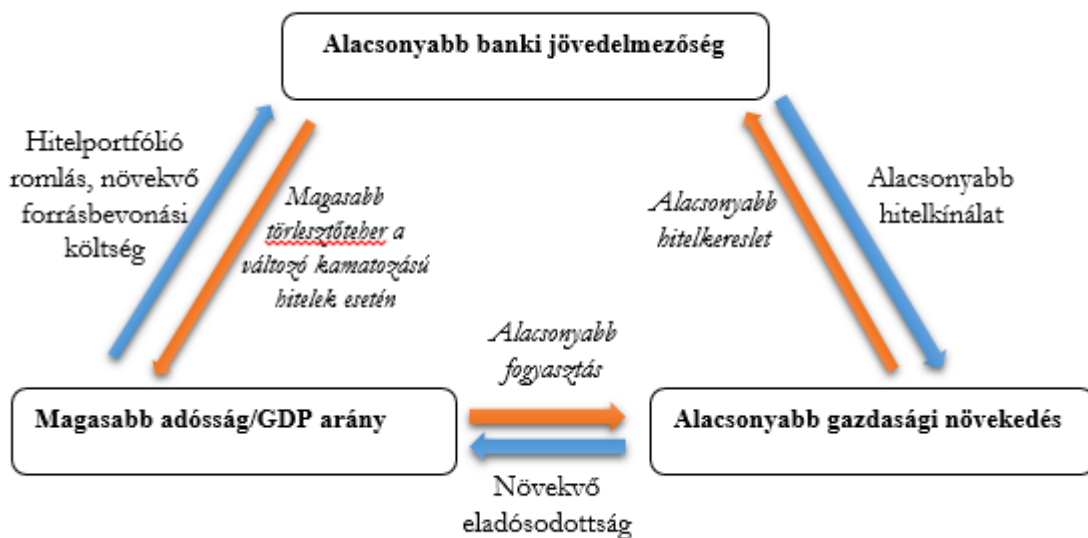 Alacsonyabb banki jövedelmezőség
Hitelportfólió
romlás, növekvő
forrásbevonási
költség
Magasabb
törlesztőteher a
változó kamatozású
hitelek esetén
Alacsonyabb
hitelkereslet
Alacsonyabb
hitelkínálat
Alacsonyabb
fogyasztás
Magasabb adósság/GDP arány
Alacsonyabb gazdasági növekedés
Növekvő
eladósodottság